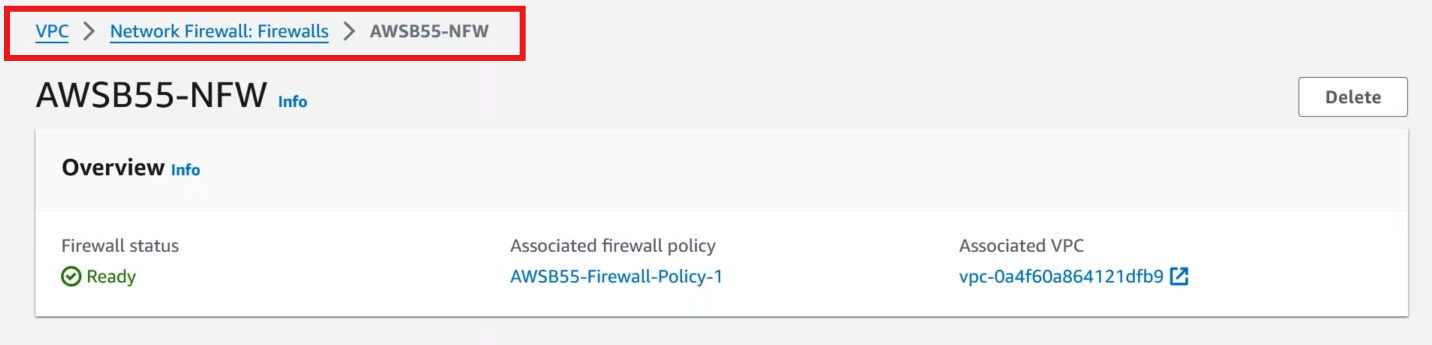 VPC > Network Firewall: Firewalls > AWSB55-NFW
AWSB55-NFW Info
Delete
Overview Info
Firewall status
Ready
Associated firewall policy
AWSB55-Firewall-Policy-1
Associated VPC
vpc-0a4f60a864121dfb9